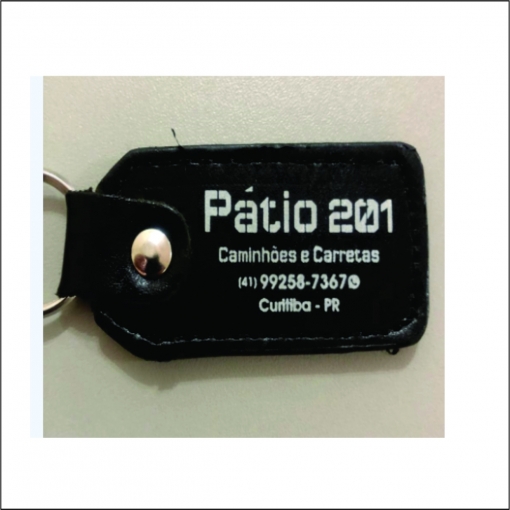 Pátio 201
Caminhões e Carretas
(41) 99258-7367
Curitiba - PR